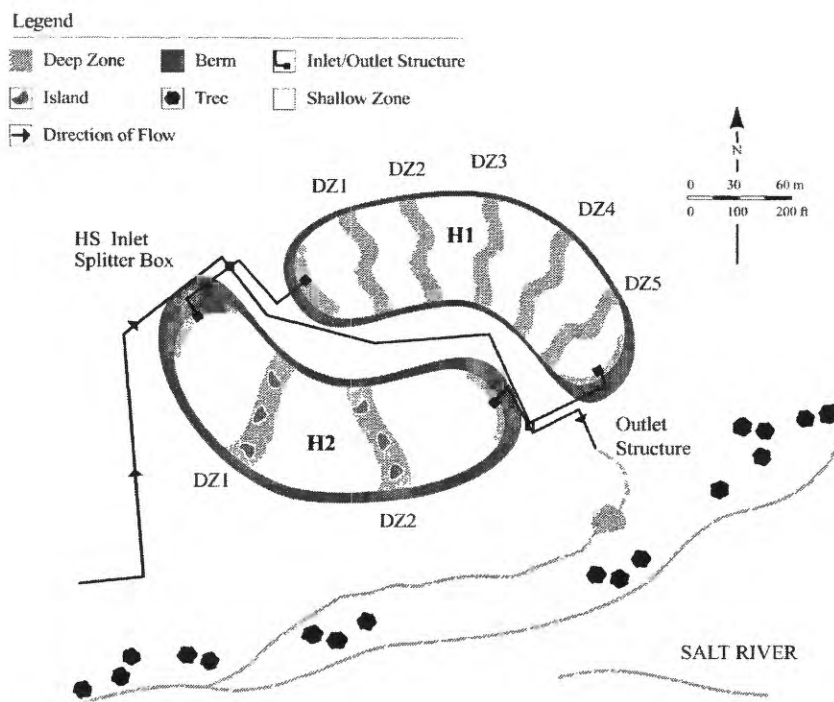 Legend
Deep Zone Berm Inlet/Outlet Structure
Island Tree Shallow Zone
Direction of Flow
N
0 30 60 m
0 100 200 ft
DZ1 DZ2 DZ3
DZ4
DZ5
H1
HS Inlet
Splitter Box
H2
DZ1
DZ2
Outlet
Structure
SALT RIVER